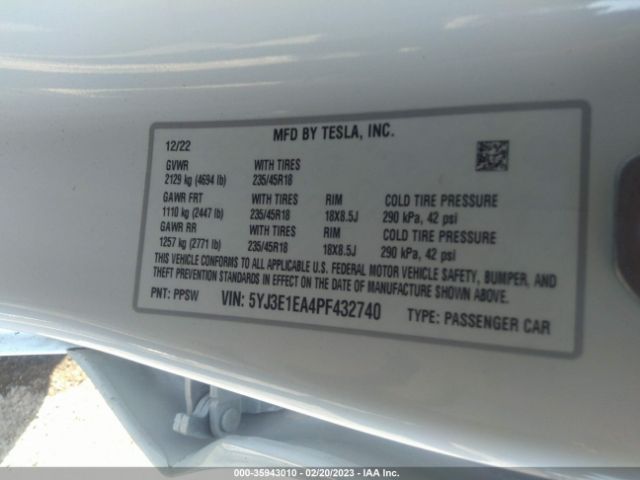 MFD BY TESLA, INC.
12/22
GVWR WITH TIRES
2129 kg (4694 lb) 235/45R18
GAWR FRT WITH TIRES RIM COLD TIRE PRESSURE
1110 kg (2447 lb) 235/45R18 18X8.5J 290 kPa, 42 psi
GAWR RR WITH TIRES RIM COLD TIRE PRESSURE
1257 kg (2771 lb) 235/45R18 18X8.5J 290 kPa, 42 psi
THIS VEHICLE CONFORMS TO ALL APPLICABLE U.S. FEDERAL MOTOR VEHICLE SAFETY, BUMPER, AND
THEFT PREVENTION STANDARDS IN EFFECT ON THE DATE OF MANUFACTURE SHOWN ABOVE.
PNT: PPSW VIN: 5YJ3E1EA4PF432740 TYPE: PASSENGER CAR
000-35943010 - 02/20/2023 - IAA Inc.